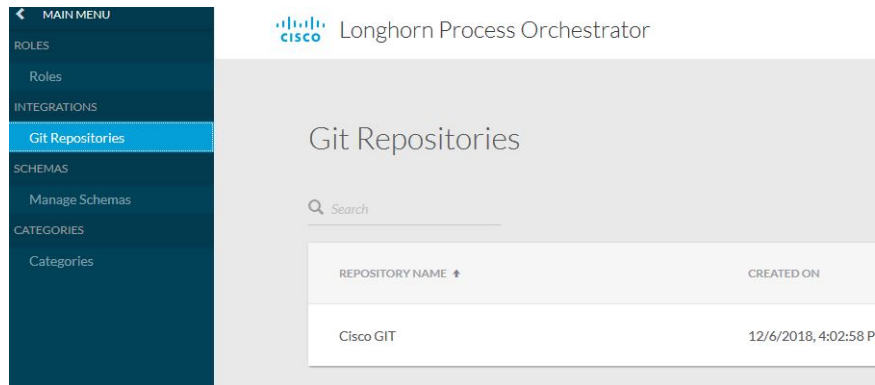 MAIN MENU
ROLES
Roles
INTEGRATIONS
Git Repositories
SCHEMAS
Manage Schemas
CATEGORIES
Categories
CISCO Longhorn Process Orchestrator
Git Repositories
Search
REPOSITORY NAME CREATED ON
Cisco GIT 12/6/2018, 4:02:58 P